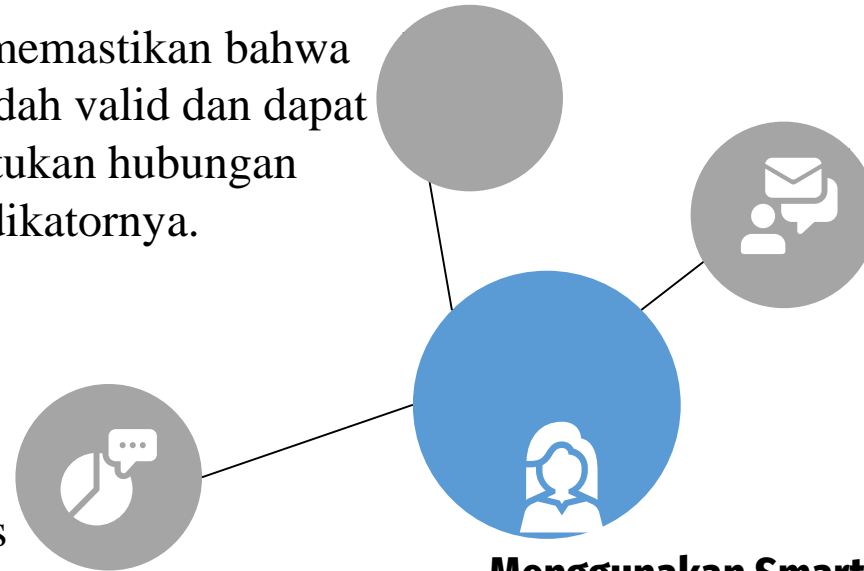 memastikan bahwa
dah valid dan dapat
tukan hubungan
dikatornya.
s
Menggunakan Smart